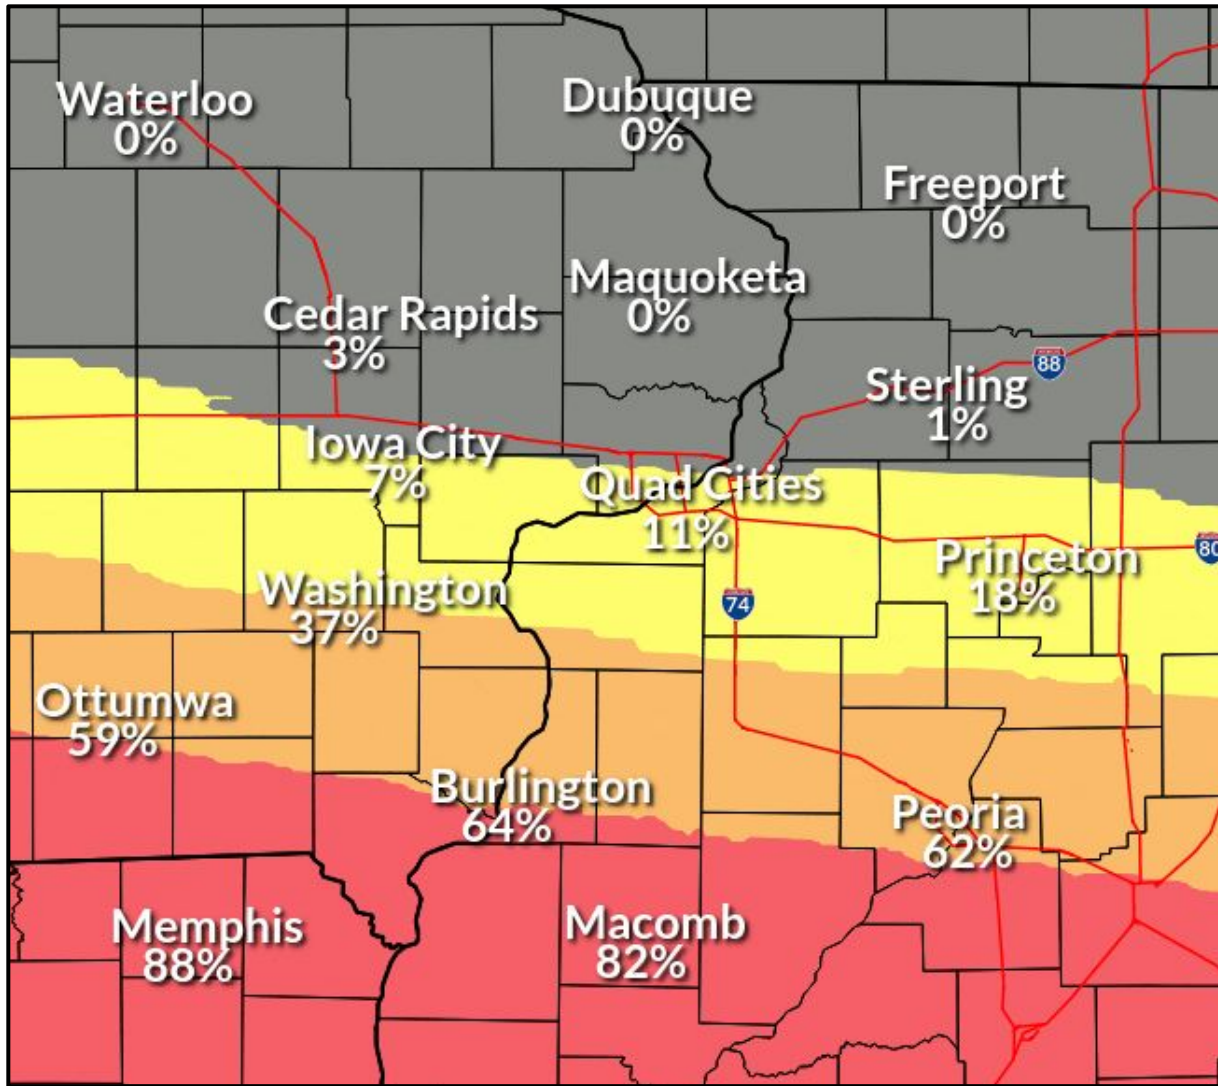 Waterloo
0%
Dubuque
0%
Freeport
0%
Maquoketa
0%
Cedar Rapids
3%
88
Sterling
1%
Iowa City
7%
Quad Cities
11%
80
Princeton
18%
74
Washington
37%
Ottumwa
59%
Burlington
64%
Peoria
62%
Memphis
88%
Macomb
82%